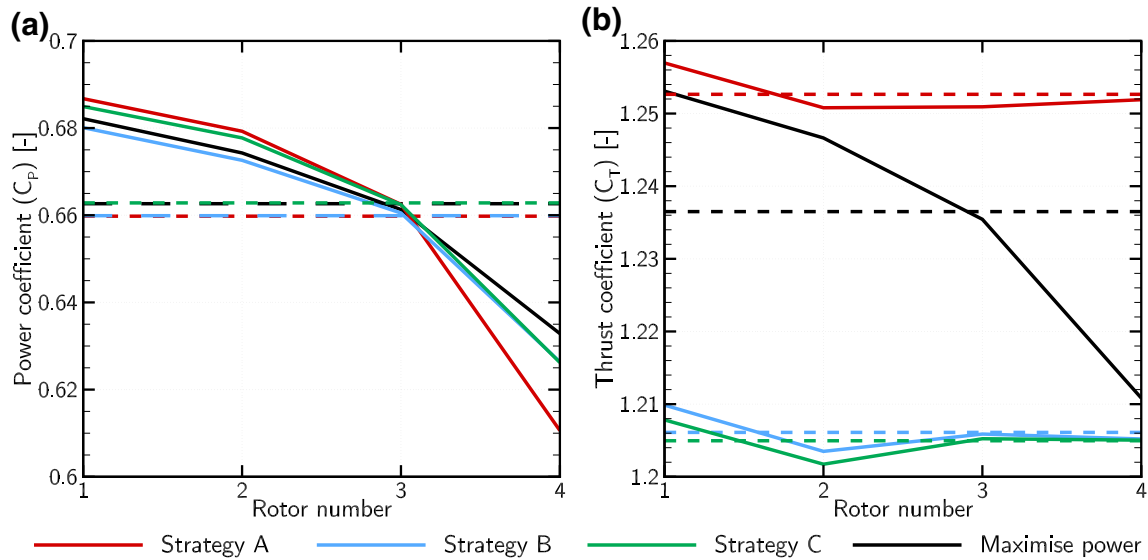 (a)
(b)
0.7
0.68
0.66
0.64
0.62
0.6
Power coefficient (C_P) [-]
1
2
3
4
Rotor number
1.26
1.25
1.24
1.23
1.22
1.21
1.2
Thrust coefficient (C_T) [-]
1
2
3
4
Rotor number
Strategy A
Strategy B
Strategy C
Maximise power